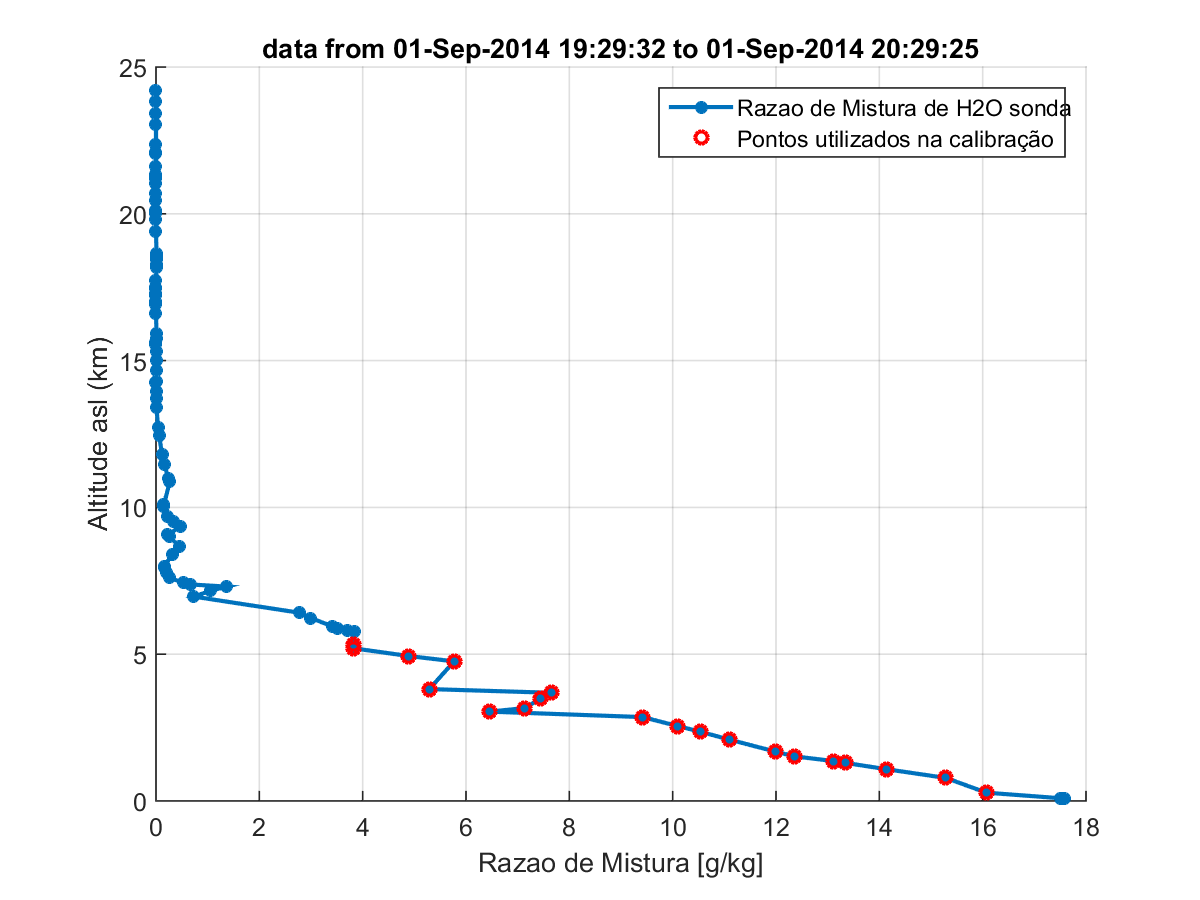 data from 01-Sep-2014 19:29:32 to 01-Sep-2014 20:29:25
Razao de Mistura de H2O sonda
Pontos utilizados na calibração
25
20
15
10
5
0
Altitude asl (km)
0 2 4 6 8 10 12 14 16 18
Razao de Mistura [g/kg]